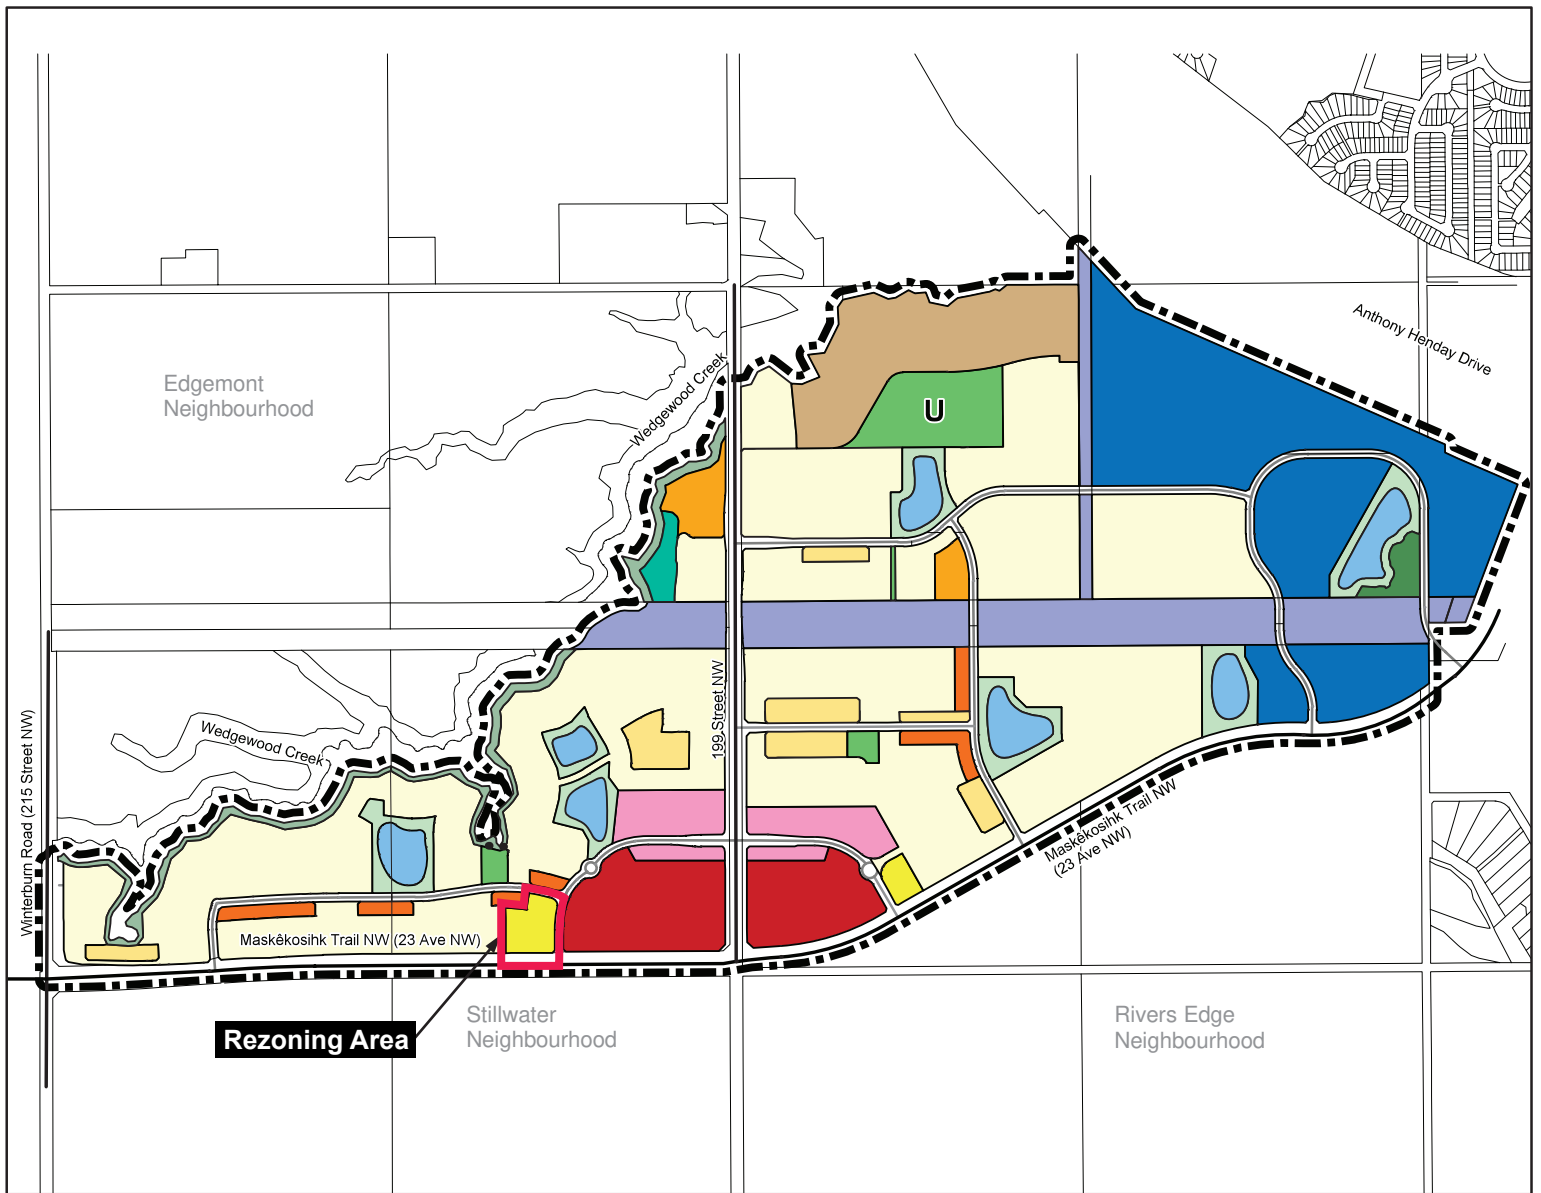 Anthony Henday Drive
Edgemont
Neighbourhood
Wedgewood Creek
U
199 Street NW
Winterburn Road (215 Street NW)
Wedgewood Creek
Maskêkosihk Trail NW
(23 Ave NW)
Maskêkosihk Trail NW (23 Ave NW)
Rezoning Area
Stillwater
Neighbourhood
Rivers Edge
Neighbourhood